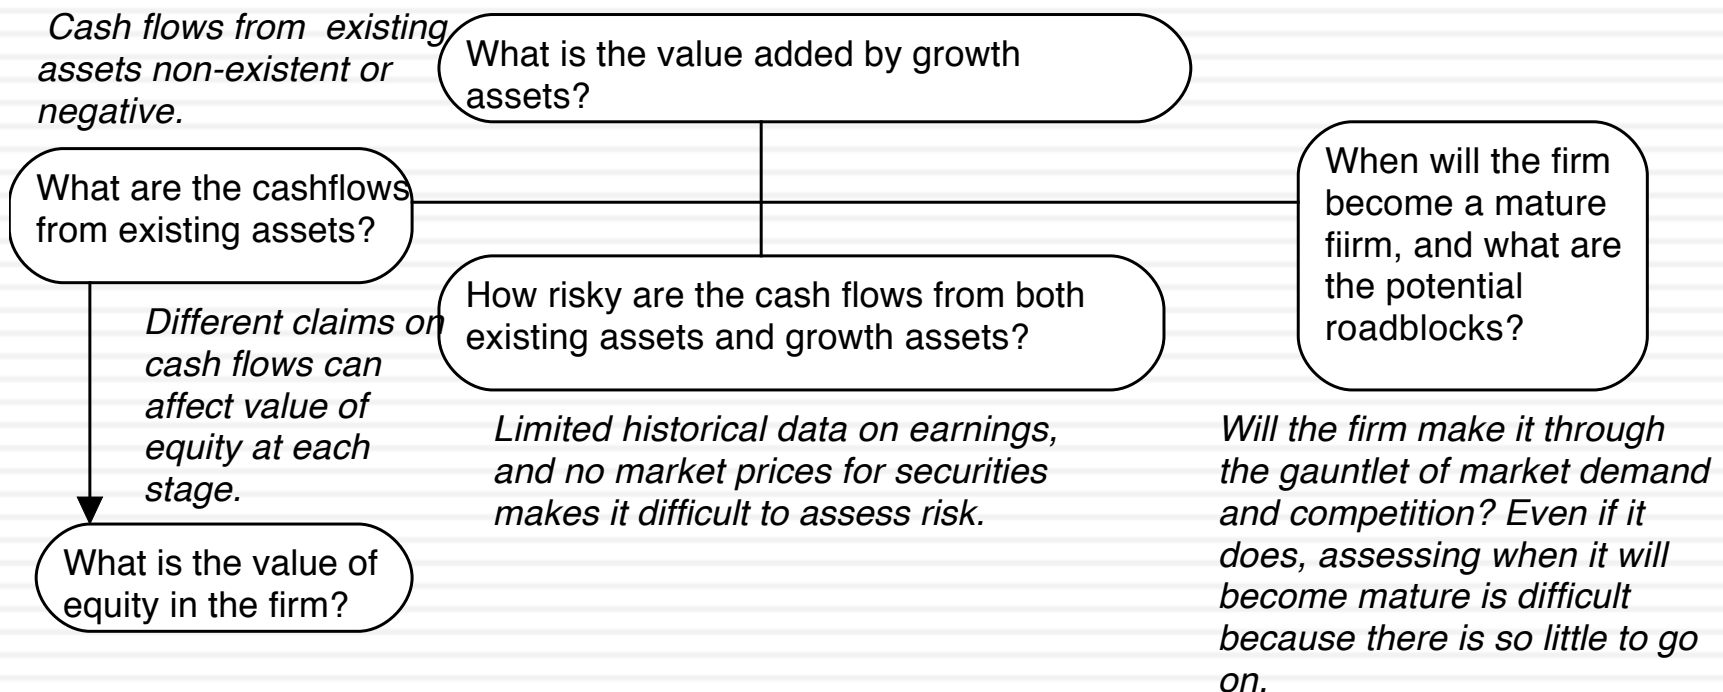 Cash flows from existing
assets non-existent or
negative.
What is the value added by growth
assets?
What are the cashflows
from existing assets?
When will the firm
become a mature
fiirm, and what are
the potential
roadblocks?
Different claims on
cash flows can
affect value of
equity at each
stage.
How risky are the cash flows from both
existing assets and growth assets?
Limited historical data on earnings,
and no market prices for securities
makes it difficult to assess risk.
Will the firm make it through
the gauntlet of market demand
and competition? Even if it
does, assessing when it will
become mature is difficult
because there is so little to go
on.
What is the value of
equity in the firm?